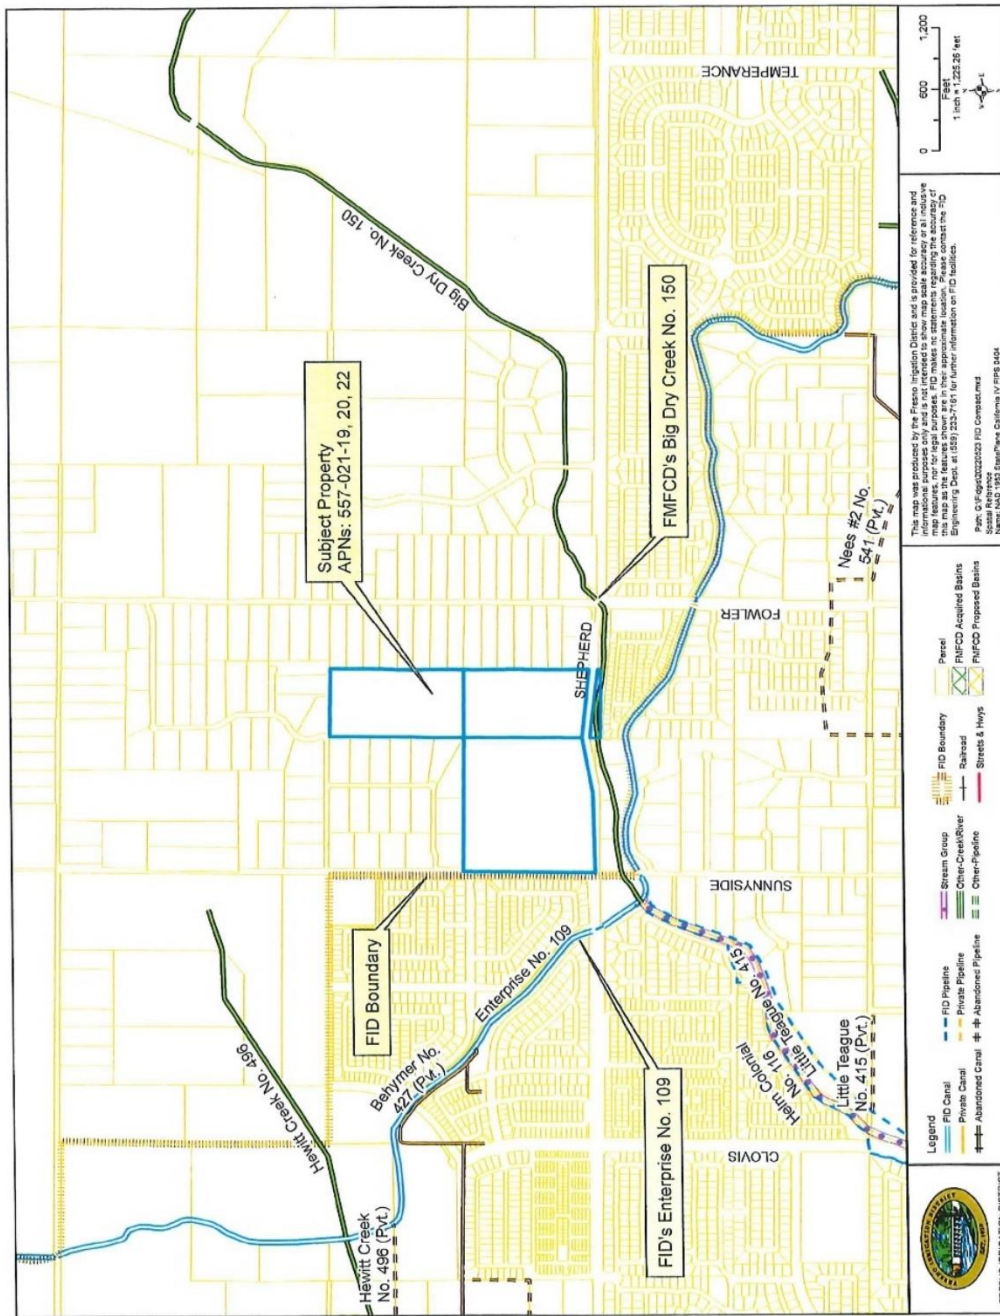 TEMPERANCE
Big Dry Creek No. 150
Subject Property
APNs: 557-021-19, 20, 22
FMFCD's Big Dry Creek No. 150
SHEPHERD
FOWLER
Nees #2 No.
541 (Pvt.)
SUNNYSIDE
FID Boundary
Enterprise No. 109
Behymer No.
427 (Pvt.)
Hewitt Creek No. 496
Hewitt Creek
No. 496 (Pvt.)
FID's Enterprise No. 109
Helm Colonial
No. 116
Little Teague No. 415
Little Teague
No. 415 (Pvt.)
CLOVIS
FRESNO IRRIGATION DISTRICT
Legend
FID Canal
Private Canal
Abandoned Canal
FID Pipeline
Private Pipeline
Abandoned Pipeline
Stream Group
Other-Creek\River
Other-Pipeline
FID Boundary
Railroad
Streets & Hwys
Parcel
FMFCD Acquired Basins
FMFCD Proposed Basins
This map was produced by the Fresno Irrigation District and is provided for reference and
informational purposes only and is not intended to show map scale accuracy or all inclusive
map features, nor for legal purposes. FID makes no statements regarding the accuracy of
this map as the features shown are in their approximate location. Please contact the FID
Engineering Dept. at (559) 233-7161 for further information on FID facilities.
Spatial Reference
0 600 1,200
Feet
1 inch = 1,225.26 feet